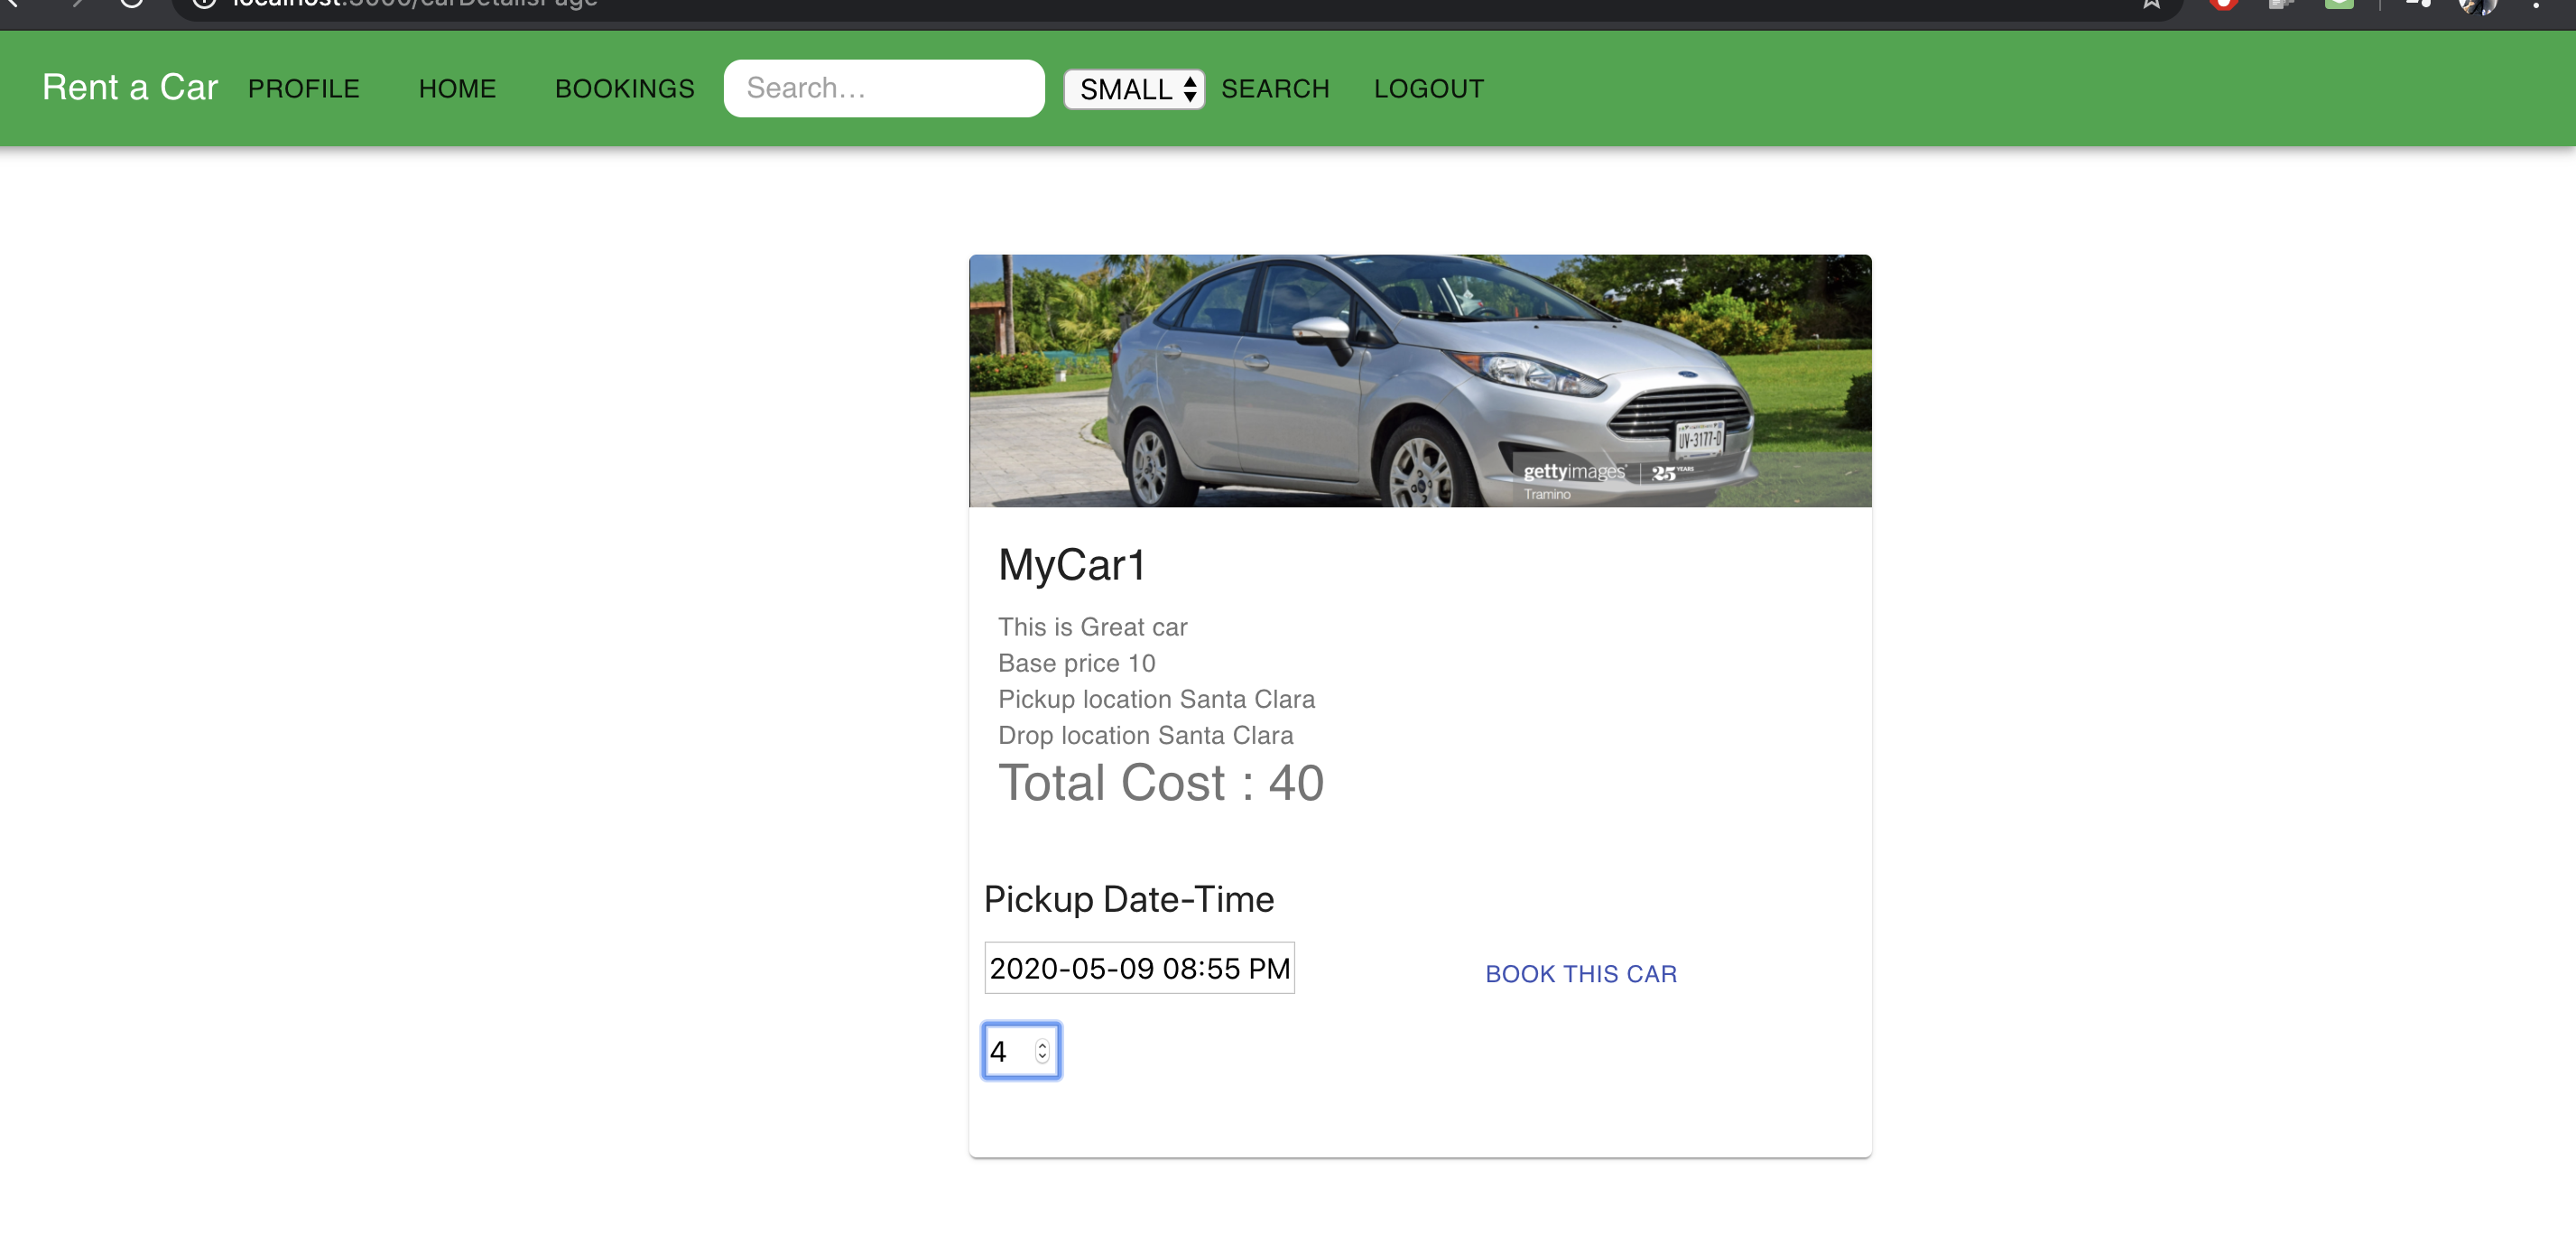 Rent a Car PROFILE HOME BOOKINGS Search... SMALL SEARCH LOGOUT
UV-3177-D
gettyimages® 25 YEARS
Tramino
MyCar1
This is Great car
Base price 10
Pickup location Santa Clara
Drop location Santa Clara
Total Cost : 40
Pickup Date-Time
2020-05-09 08:55 PM
BOOK THIS CAR
4